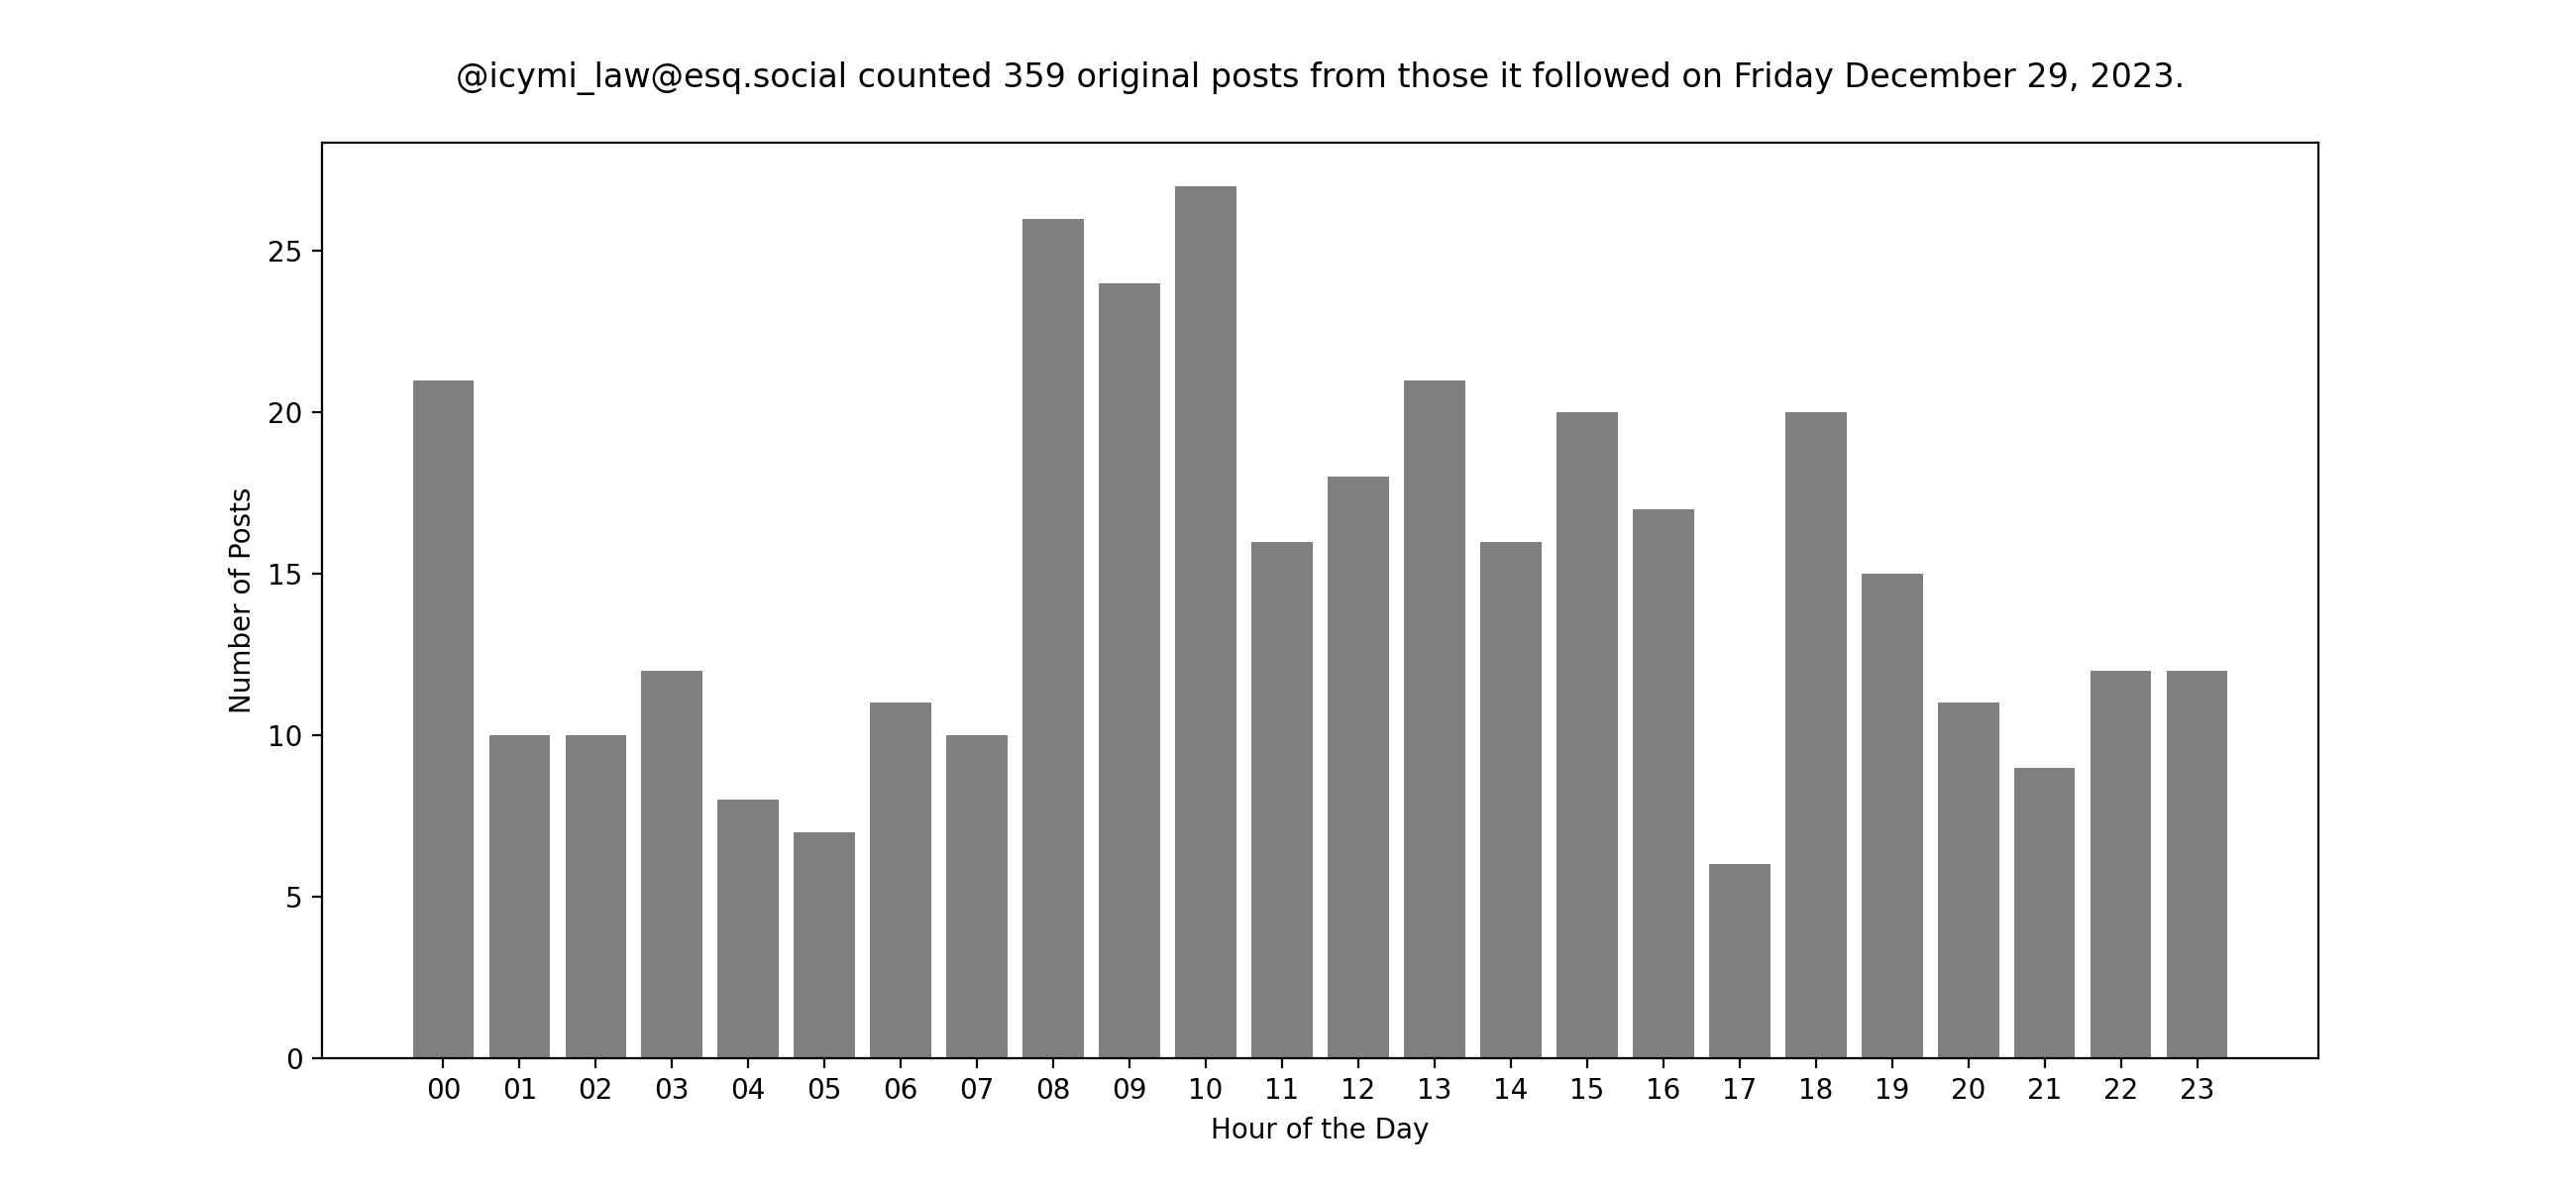 @icymi_law@esq.social counted 359 original posts from those it followed on Friday December 29, 2023.
25
20
15
10
5
0
Number of Posts
00 01 02 03 04 05 06 07 08 09 10 11 12 13 14 15 16 17 18 19 20 21 22 23
Hour of the Day